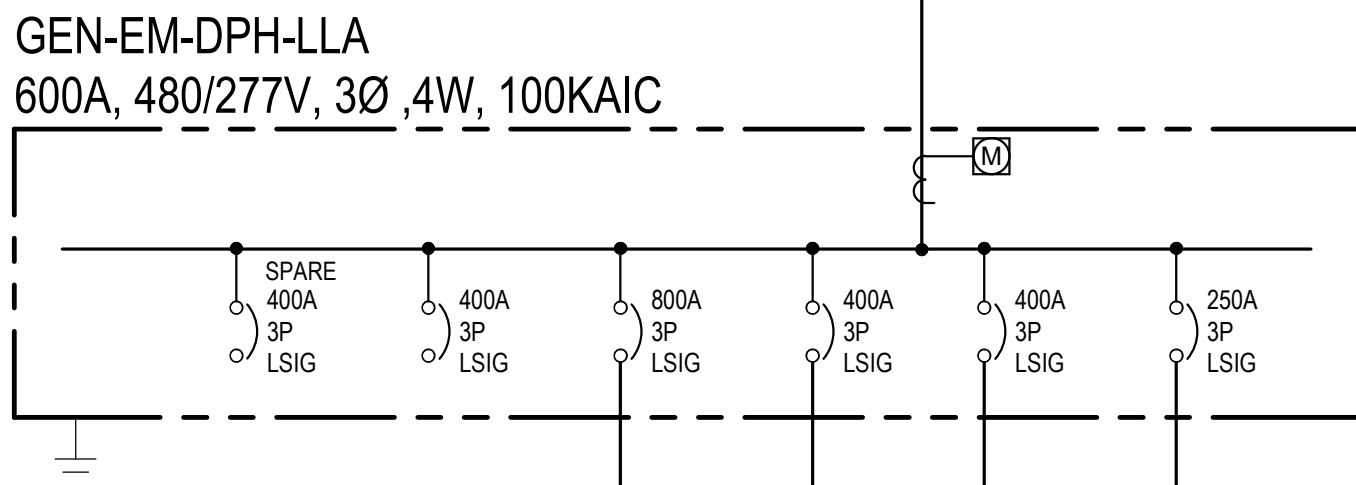 GEN-EM-DPH-LLA
600A, 480/277V, 3Ø ,4W, 100KAIC
M
SPARE
400A
3P
LSIG
400A
3P
LSIG
800A
3P
LSIG
400A
3P
LSIG
400A
3P
LSIG
250A
3P
LSIG